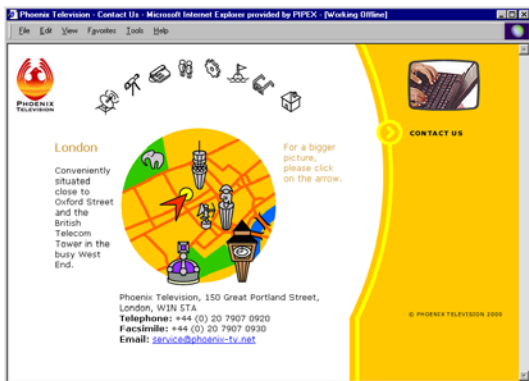 Phoenix Television - Contact Us - Microsoft Internet Explorer provided by PIPEX - [Working Offline]
File Edit View Favorites Tools Help
PHOENIX
TELEVISION
CONTACT US
London
Conveniently
situated
close to
Oxford Street
and the
British
Telecom
Tower in the
busy West
End.
For a bigger
picture,
please click
on the arrow.
Phoenix Television, 150 Great Portland Street,
London, W1N 5TA
Telephone: +44 (0) 20 7907 0920
Facsimile: +44 (0) 20 7907 0930
Email: service@phoenix-tv.net
© PHOENIX TELEVISION 2000